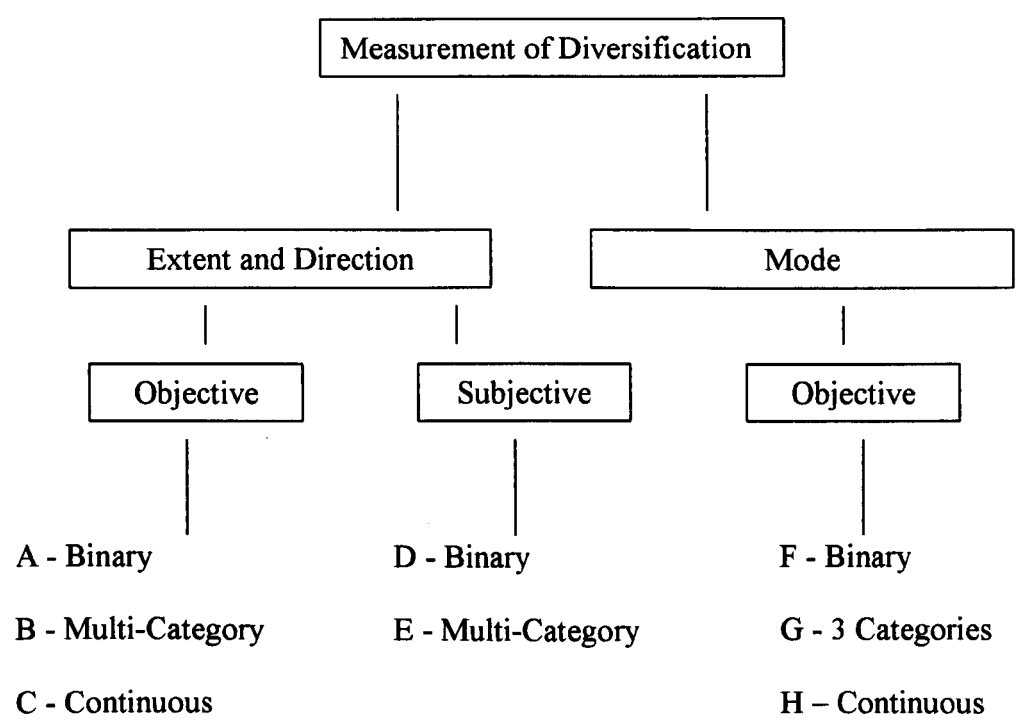 Measurement of Diversification
Extent and Direction
Mode
Objective
Subjective
Objective
A - Binary
D - Binary
F - Binary
B - Multi-Category
E - Multi-Category
G - 3 Categories
C - Continuous
H – Continuous